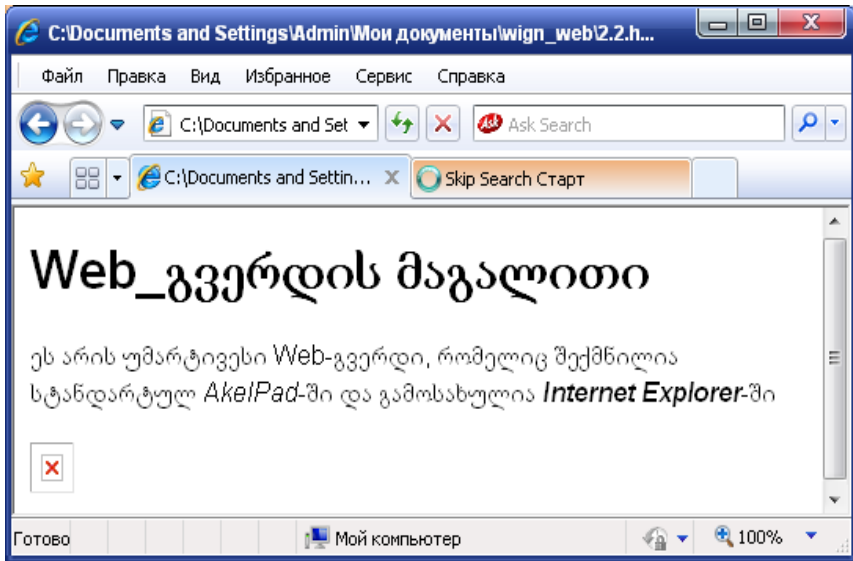 C:\Documents and Settings\Admin\Мои документы\wign_web\2.2.h...
Файл Правка Вид Избранное Сервис Справка
C:\Documents and Set Ask Search
C:\Documents and Settin... Skip Search Старт
Web_გვერდის მაგალითი
ეს არის უმარტივესი Web-გვერდი, რომელიც შექმნილია
სტანდარტულ AkelPad-ში და გამოსახულია Internet Explorer-ში
Готово Мой компьютер 100%